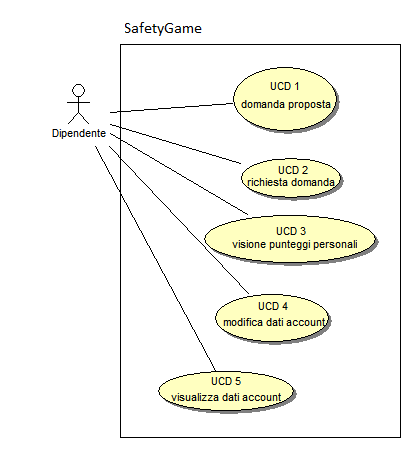 SafetyGame
Dipendente
UCD 1
domanda proposta
UCD 2
richiesta domanda
UCD 3
visione punteggi personali
UCD 4
modifica dati account
UCD 5
visualizza dati account